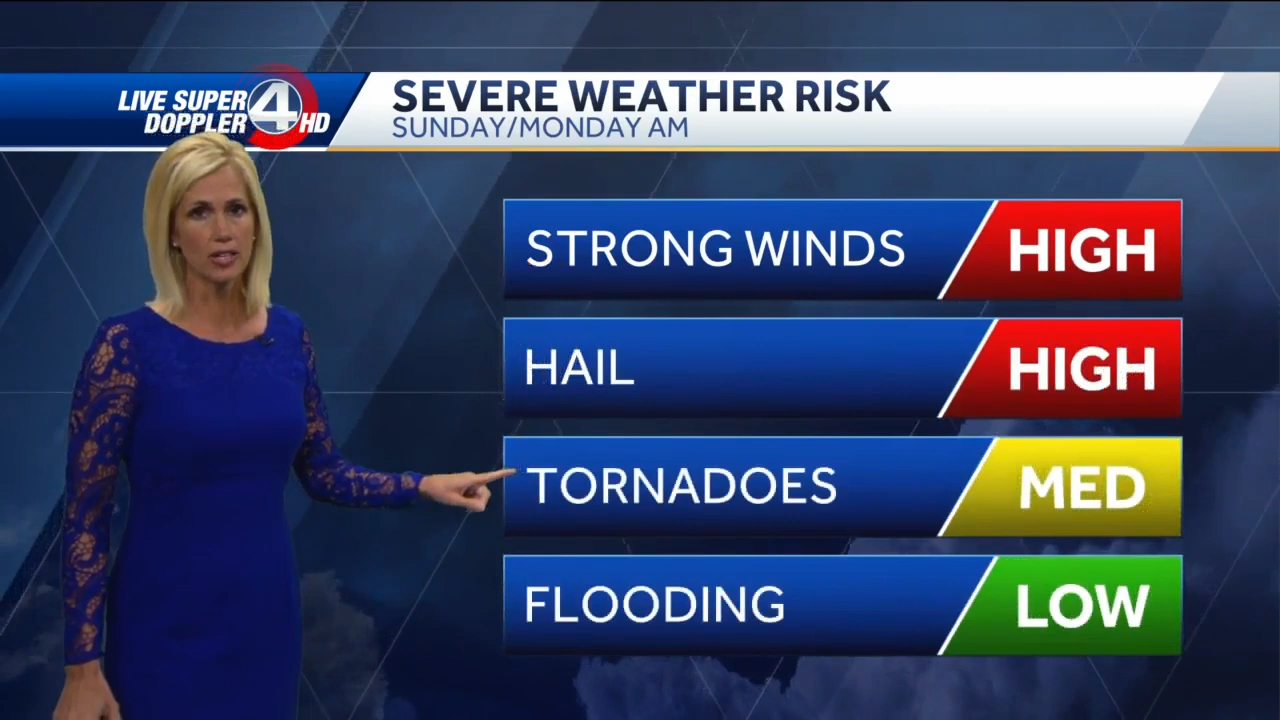 LIVE SUPER
DOPPLER 4 HD
SEVERE WEATHER RISK
SUNDAY/MONDAY AM
STRONG WINDS HIGH
HAIL HIGH
TORNADOES MED
FLOODING LOW